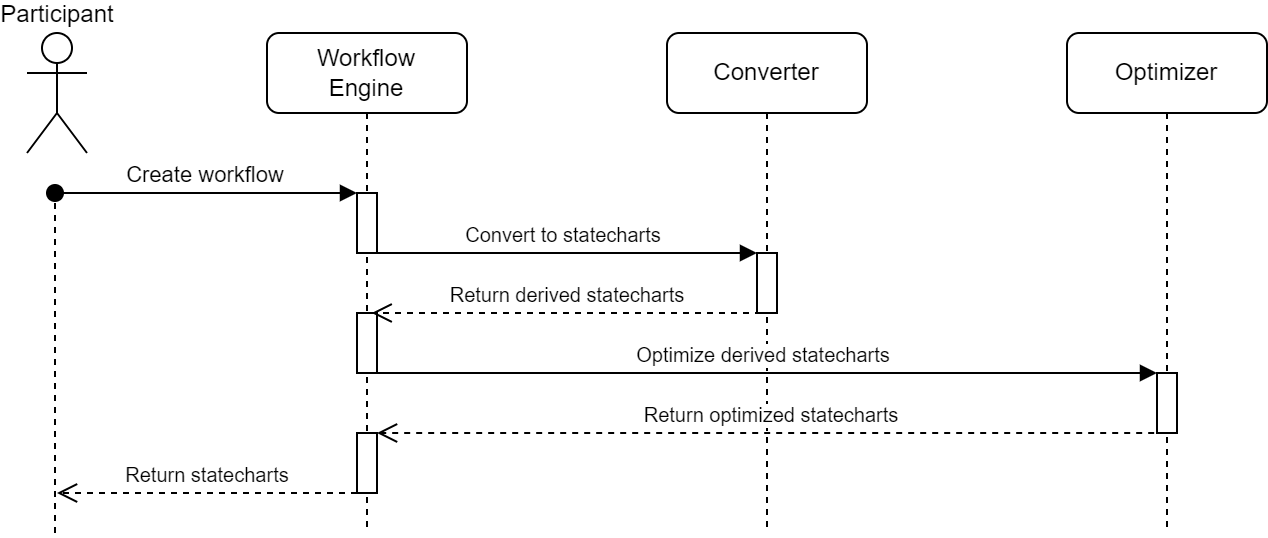 Participant
Workflow
Engine
Converter
Optimizer
Create workflow
Convert to statecharts
Return derived statecharts
Optimize derived statecharts
Return optimized statecharts
Return statecharts